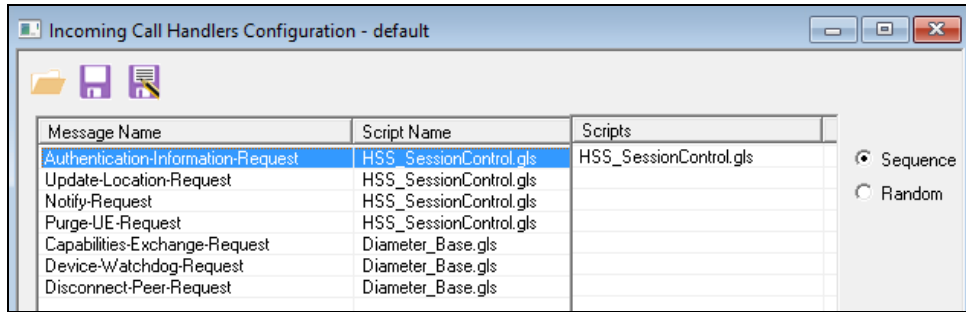 Incoming Call Handlers Configuration - default
Message Name Script Name Scripts
Authentication-Information-Request HSS_SessionControl.gls HSS_SessionControl.gls
Sequence
Update-Location-Request HSS_SessionControl.gls
Notify-Request HSS_SessionControl.gls
Random
Purge-UE-Request HSS_SessionControl.gls
Capabilities-Exchange-Request Diameter_Base.gls
Device-Watchdog-Request Diameter_Base.gls
Disconnect-Peer-Request Diameter_Base.gls